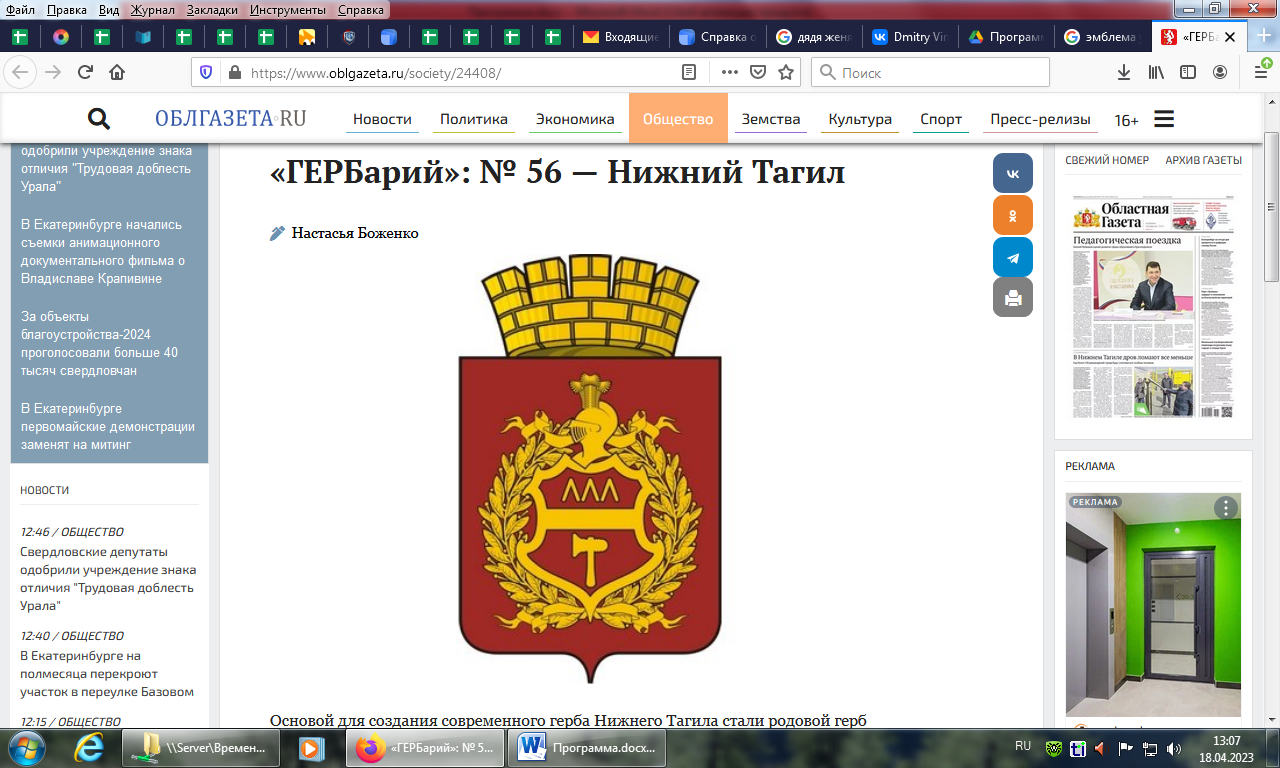 Файл Правка Вид Журнал Закладки Инструменты Справка
Входящие
Справка о
дядя женя
Dmitry Vin
Програми
эмблема у
«ГЕРБа
https://www.oblgazeta.ru/society/24408/
Поиск
ОБЛГАЗЕТА RU
Новости Политика Экономика Общество Земства Культура Спорт Пресс-релизы 16+
одобрили учреждение знака
отличия "Трудовая доблесть
Урала"
В Екатеринбурге начались
съемки анимационного
документального фильма о
Владиславе Крапивине
За объекты
благоустройства-2024
проголосовали больше 40
тысяч свердловчан
В Екатеринбурге
первомайские демонстрации
заменят на митинг
НОВОСТИ
12:46 / ОБЩЕСТВО
Свердловские депутаты
одобрили учреждение знака
отличия "Трудовая доблесть
Урала"
12:40 / ОБЩЕСТВО
В Екатеринбурге на
полмесяца перекроют
участок в переулке Базовом
12:15 / ОБЩЕСТВО
«ГЕРБарий»: № 56 — Нижний Тагил
Настасья Боженко
Основой для создания современного герба Нижнего Тагила стали родовой герб
СВЕЖИЙ НОМЕР АРХИВ ГАЗЕТЫ
Областная
Газета
Педагогическая поездка
В Нижнем Тагиле дров ломают все меньше
РЕКЛАМА
РЕКЛАМА
\\Server\Времен...
«ГЕРБарий»: № 5...
Программа.docx...
RU
13:07
18.04.2023